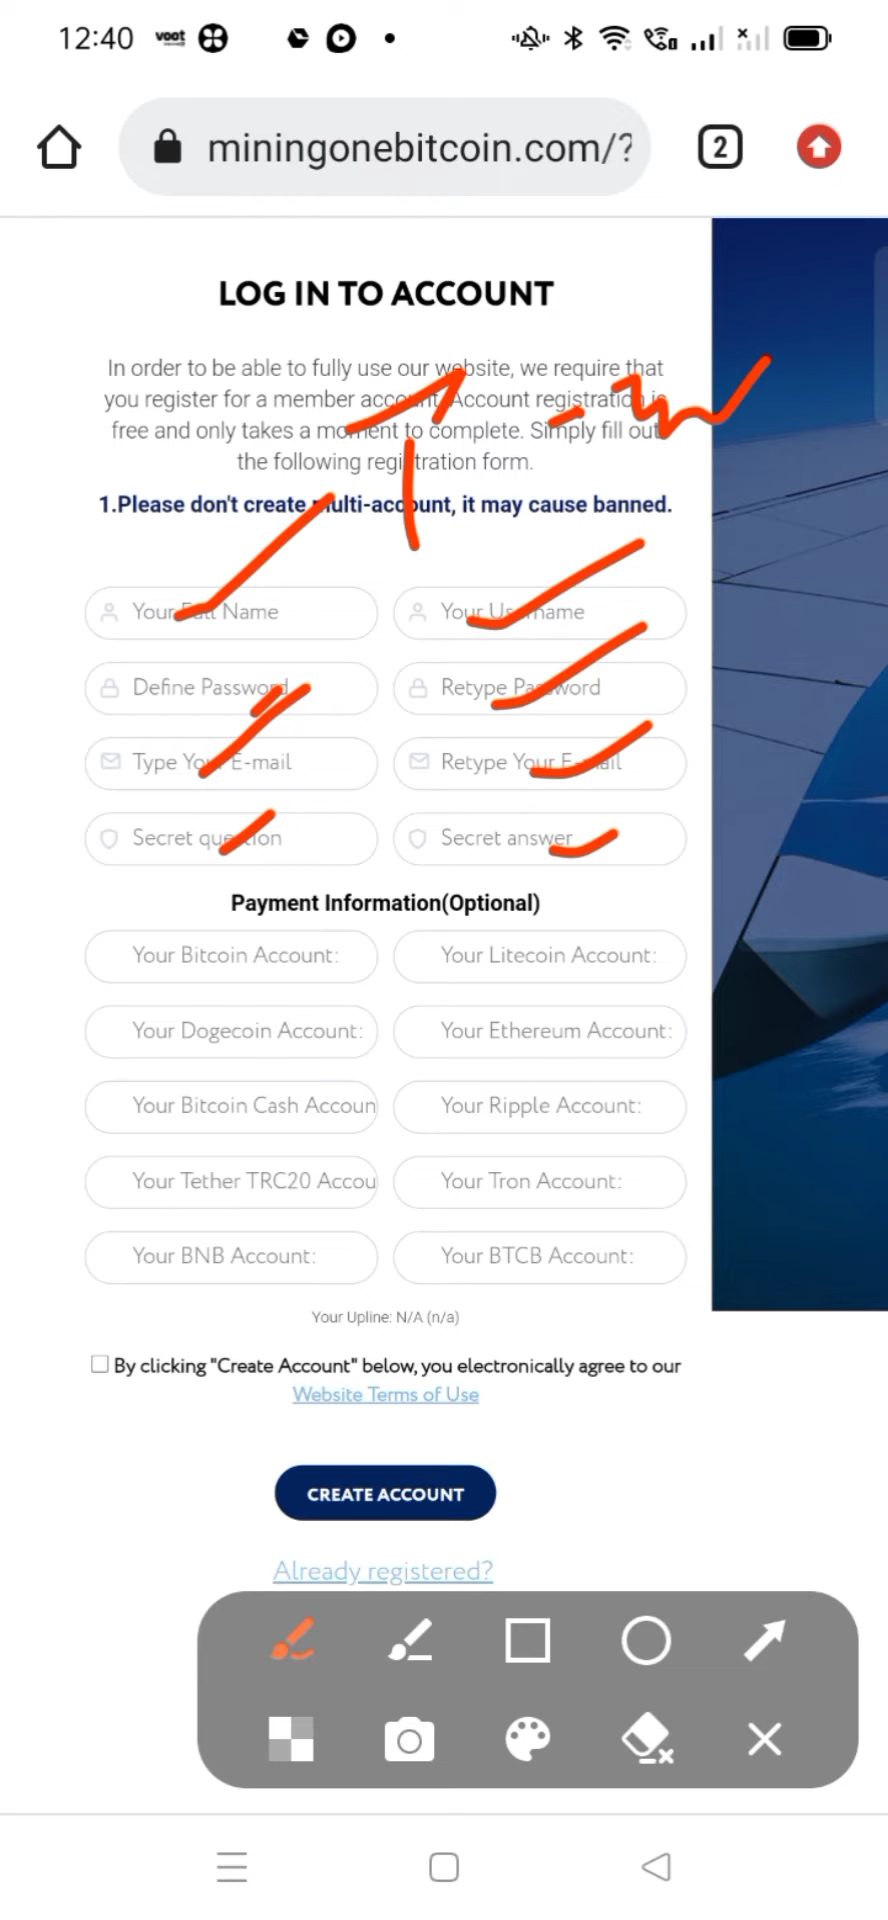 12:40
voot
miningonebitcoin.com/?
2
LOG IN TO ACCOUNT
In order to be able to fully use our website, we require that
you register for a member account. Account registration is
free and only takes a moment to complete. Simply fill out
the following registration form.
1.Please don't create multi-account, it may cause banned.
Your Full Name
Your Username
Define Password
Retype Password
Type Your E-mail
Retype Your E-mail
Secret question
Secret answer
Payment Information(Optional)
Your Bitcoin Account:
Your Litecoin Account:
Your Dogecoin Account:
Your Ethereum Account:
Your Bitcoin Cash Accoun
Your Ripple Account:
Your Tether TRC20 Accou
Your Tron Account:
Your BNB Account:
Your BTCB Account:
Your Upline: N/A (n/a)
By clicking "Create Account" below, you electronically agree to our
Website Terms of Use
CREATE ACCOUNT
Already registered?